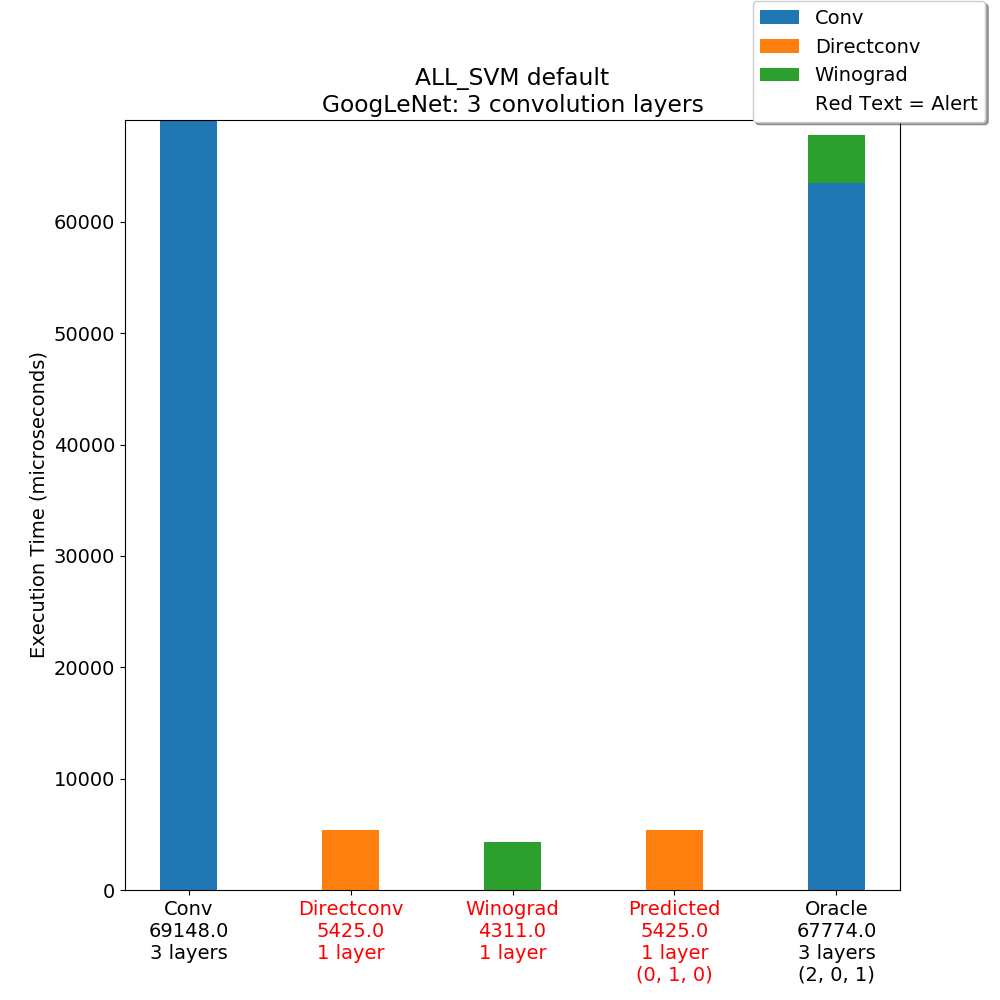 Conv
Directconv
Winograd
Red Text = Alert
ALL_SVM default
GoogLeNet: 3 convolution layers
Execution Time (microseconds)
60000
50000
40000
30000
20000
10000
0
Conv
69148.0
3 layers
Directconv
5425.0
1 layer
Winograd
4311.0
1 layer
Predicted
5425.0
1 layer
(0, 1, 0)
Oracle
67774.0
3 layers
(2, 0, 1)